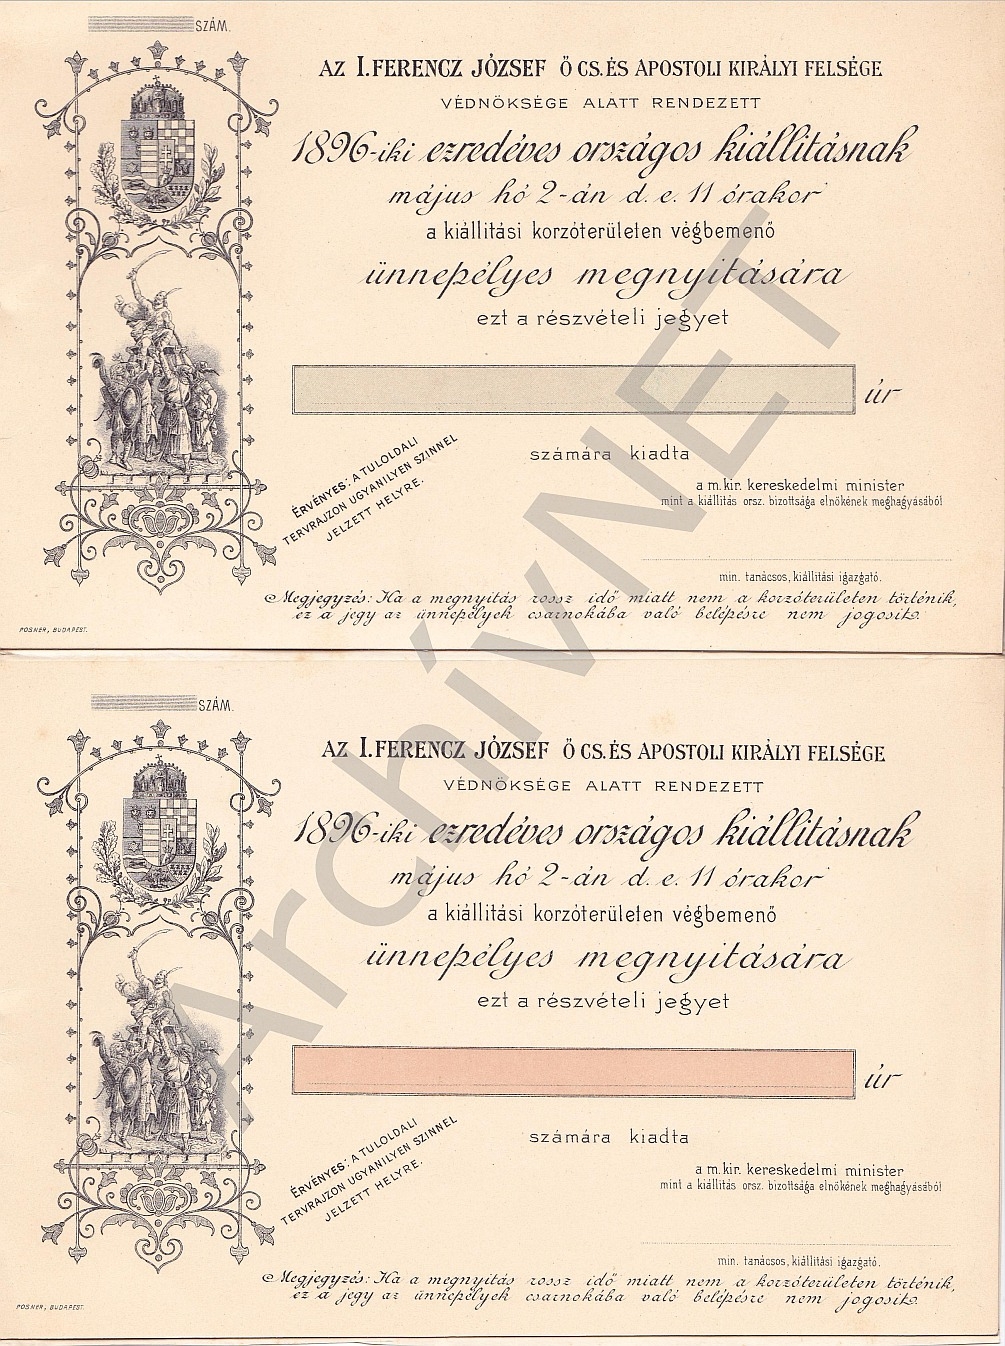 SZÁM.
AZ I. FERENCZ JÓZSEF Ő CS. ÉS APOSTOLI KIRÁLYI FELSÉGE
VÉDNÖKSÉGE ALATT RENDEZETT
1896-iki ezredéves országos kiállitásnak
május hó 2-án d. e. 11 órakor
a kiállitási korzóterületen végbemenő
ünnepélyes megnyitására
ezt a részvételi jegyet
úr
számára kiadta
ÉRVÉNYES: A TULOLDALI
TERVRAJZON UGYANILYEN SZINNEL
JELZETT HELYRE.
a m. kir. kereskedelmi minister
mint a kiállitás orsz. bizottsága elnökének meghagyásából
min. tanácsos, kiállitási igazgató.
Megjegyzés: Ha a megnyitás rossz idő miatt nem a korzóterületen történik,
ez a jegy az ünnepélyek csarnokába való belépésre nem jogosit.
POSNER, BUDAPEST.
SZÁM.
AZ I. FERENCZ JÓZSEF Ő CS. ÉS APOSTOLI KIRÁLYI FELSÉGE
VÉDNÖKSÉGE ALATT RENDEZETT
1896-iki ezredéves országos kiállitásnak
május hó 2-án d. e. 11 órakor
a kiállitási korzóterületen végbemenő
ünnepélyes megnyitására
ezt a részvételi jegyet
úr
számára kiadta
ÉRVÉNYES: A TULOLDALI
TERVRAJZON UGYANILYEN SZINNEL
JELZETT HELYRE.
a m. kir. kereskedelmi minister
mint a kiállitás orsz. bizottsága elnökének meghagyásából
min. tanácsos, kiállitási igazgató.
Megjegyzés: Ha a megnyitás rossz idő miatt nem a korzóterületen történik,
ez a jegy az ünnepélyek csarnokába való belépésre nem jogosit.
POSNER, BUDAPEST.
ArchívNET